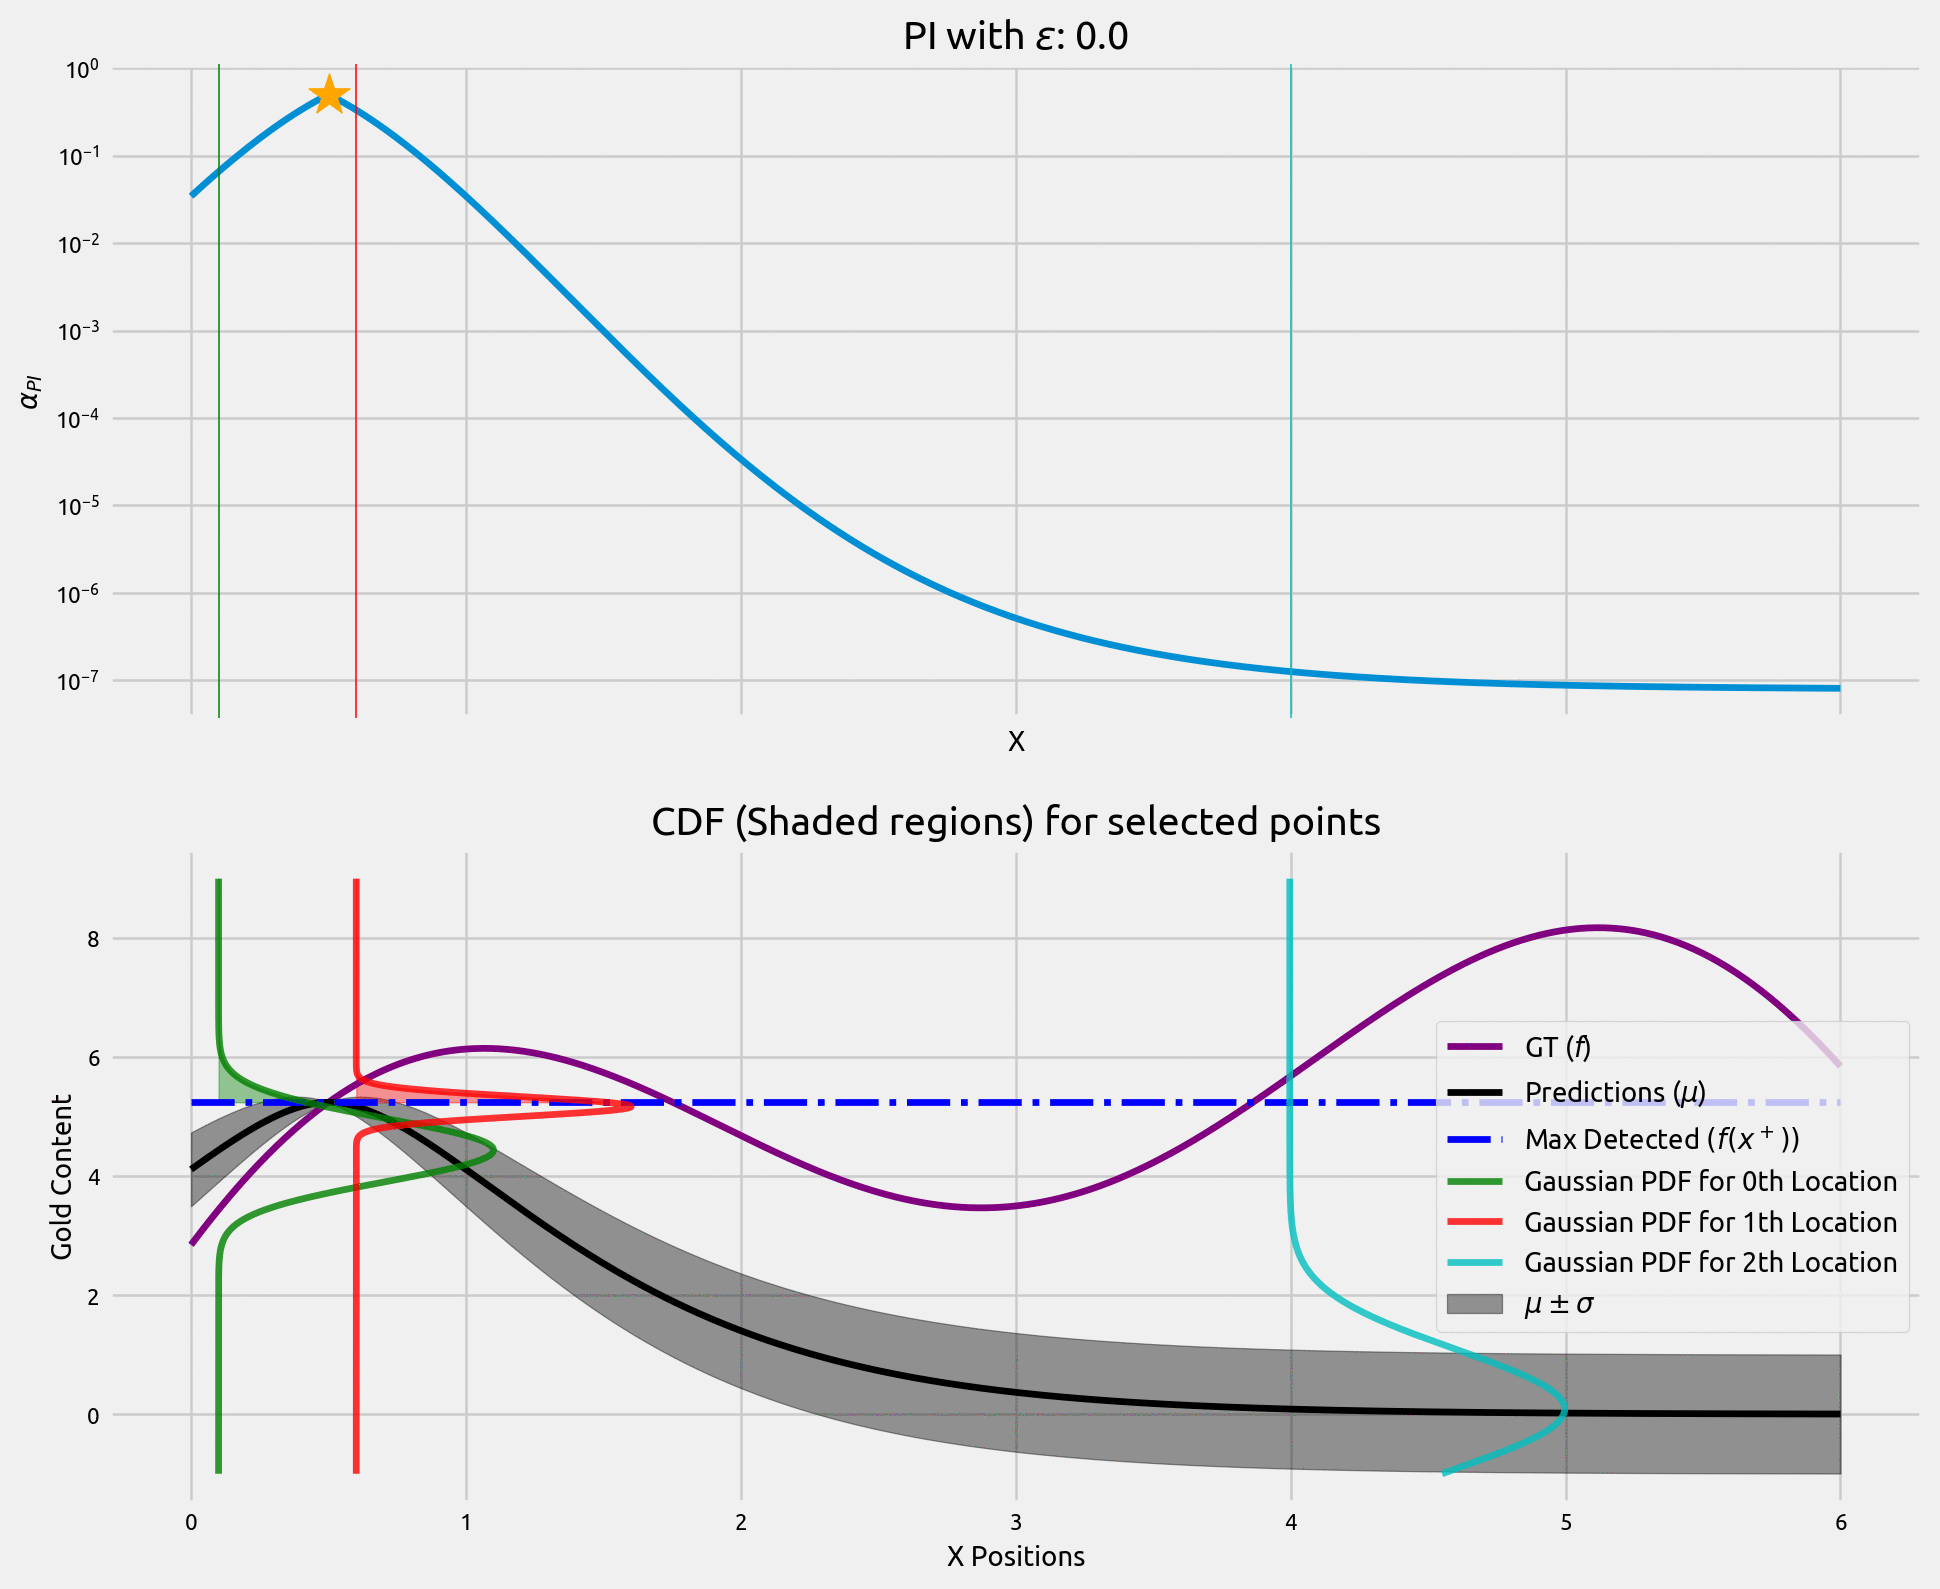 PI with ε: 0.0
10⁰
10⁻¹
10⁻²
10⁻³
10⁻⁴
10⁻⁵
10⁻⁶
10⁻⁷
α_PI
X
CDF (Shaded regions) for selected points
8
6
4
2
0
Gold Content
GT (f)
Predictions (μ)
Max Detected (f(x⁺))
Gaussian PDF for 0th Location
Gaussian PDF for 1th Location
Gaussian PDF for 2th Location
μ ± σ
0 1 2 3 4 5 6
X Positions